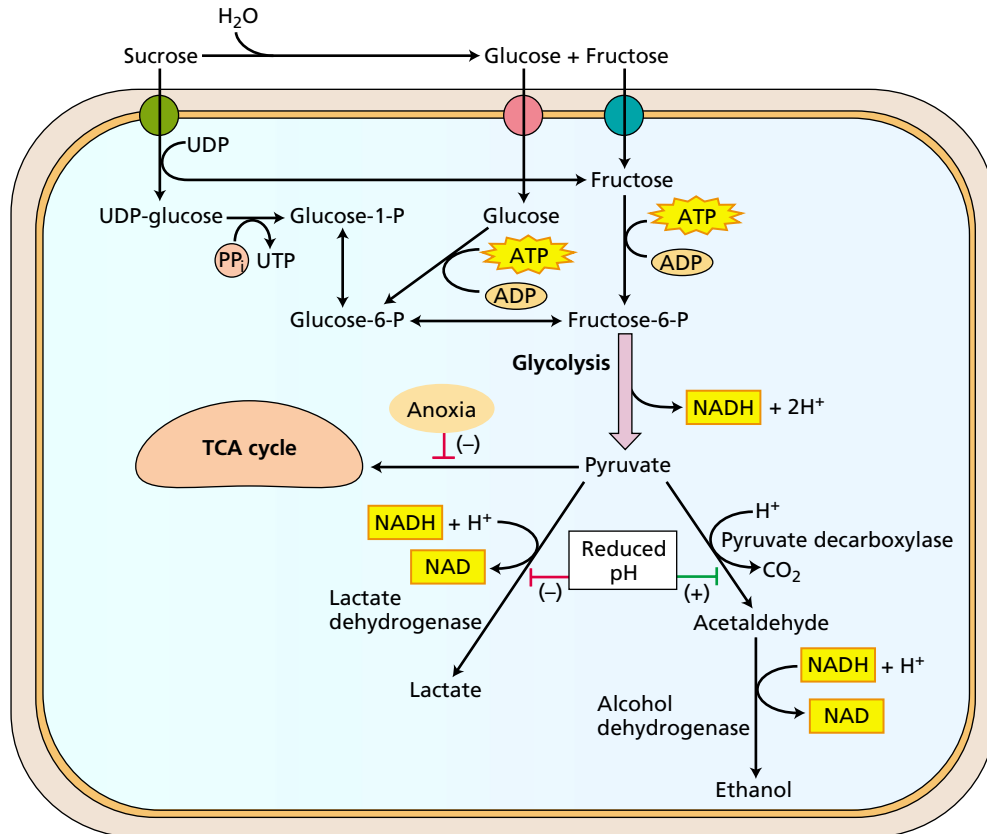 H₂O
Sucrose
Glucose + Fructose
UDP
Fructose
UDP-glucose
Glucose-1-P
Glucose
ATP
PPᵢ
UTP
ATP
ADP
ADP
Glucose-6-P
Fructose-6-P
Glycolysis
NADH + 2H⁺
Anoxia
(–)
TCA cycle
Pyruvate
NADH + H⁺
H⁺
Reduced
pH
Pyruvate decarboxylase
NAD
CO₂
(–)
(+)
Lactate
dehydrogenase
Acetaldehyde
Lactate
NADH + H⁺
Alcohol
dehydrogenase
NAD
Ethanol